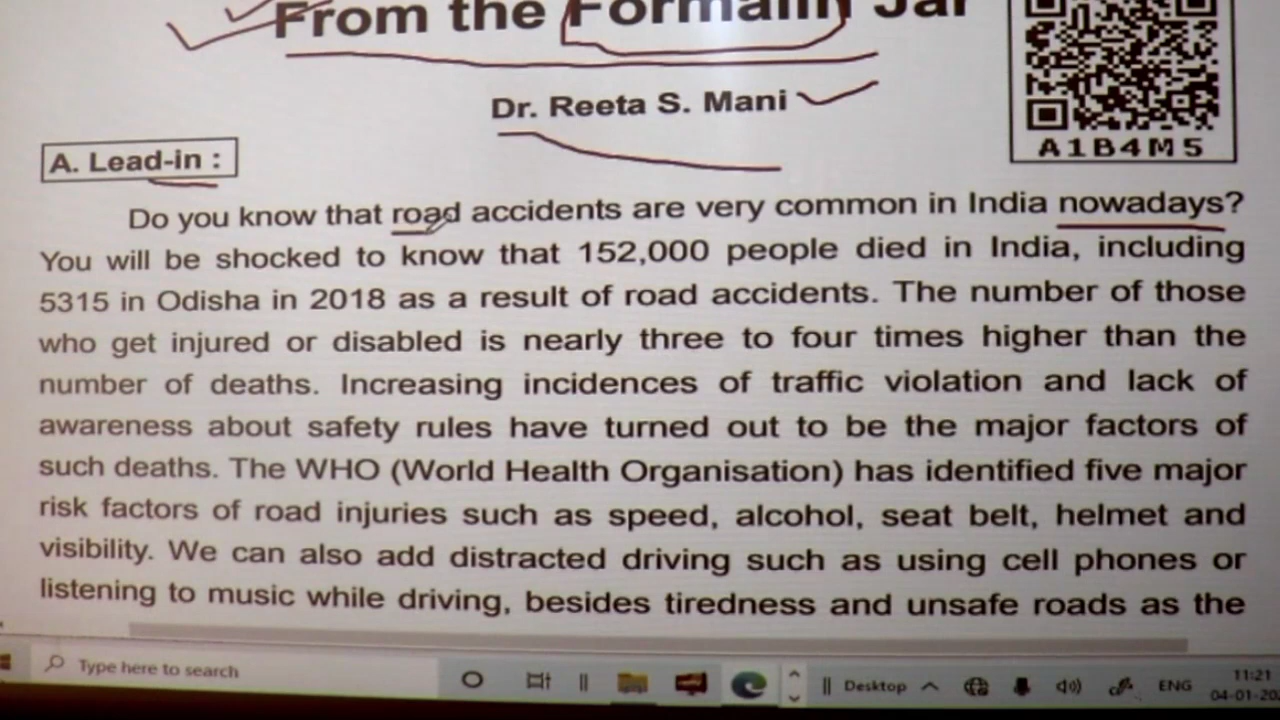 From the Formalin Jar
Dr. Reeta S. Mani
A1B4M5
A. Lead-in :
Do you know that road accidents are very common in India nowadays?
You will be shocked to know that 152,000 people died in India, including
5315 in Odisha in 2018 as a result of road accidents. The number of those
who get injured or disabled is nearly three to four times higher than the
number of deaths. Increasing incidences of traffic violation and lack of
awareness about safety rules have turned out to be the major factors of
such deaths. The WHO (World Health Organisation) has identified five major
risk factors of road injuries such as speed, alcohol, seat belt, helmet and
visibility. We can also add distracted driving such as using cell phones or
listening to music while driving, besides tiredness and unsafe roads as the
Type here to search
Desktop
ENG
11:21
04-01-20